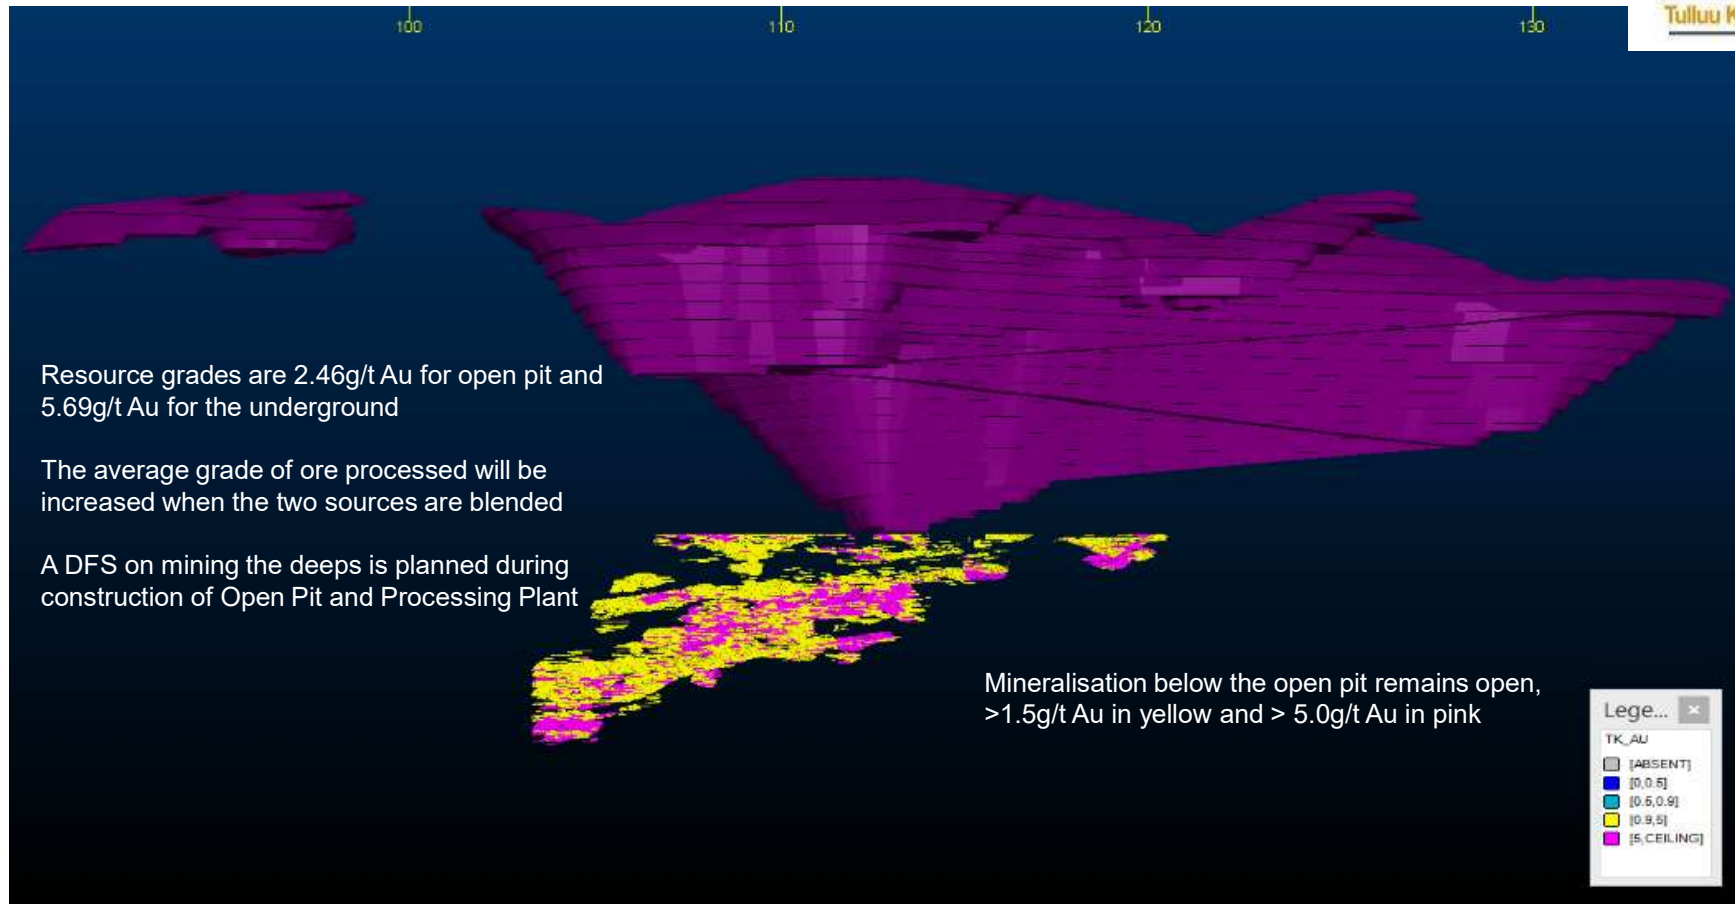 Tulluu K
100 110 120 130
Resource grades are 2.46g/t Au for open pit and
5.69g/t Au for the underground
The average grade of ore processed will be
increased when the two sources are blended
A DFS on mining the deeps is planned during
construction of Open Pit and Processing Plant
Mineralisation below the open pit remains open,
>1.5g/t Au in yellow and > 5.0g/t Au in pink
Lege...
TK_AU
[ABSENT]
[0,0.5]
[0.5,0.9]
[0.9,5]
[5,CEILING]